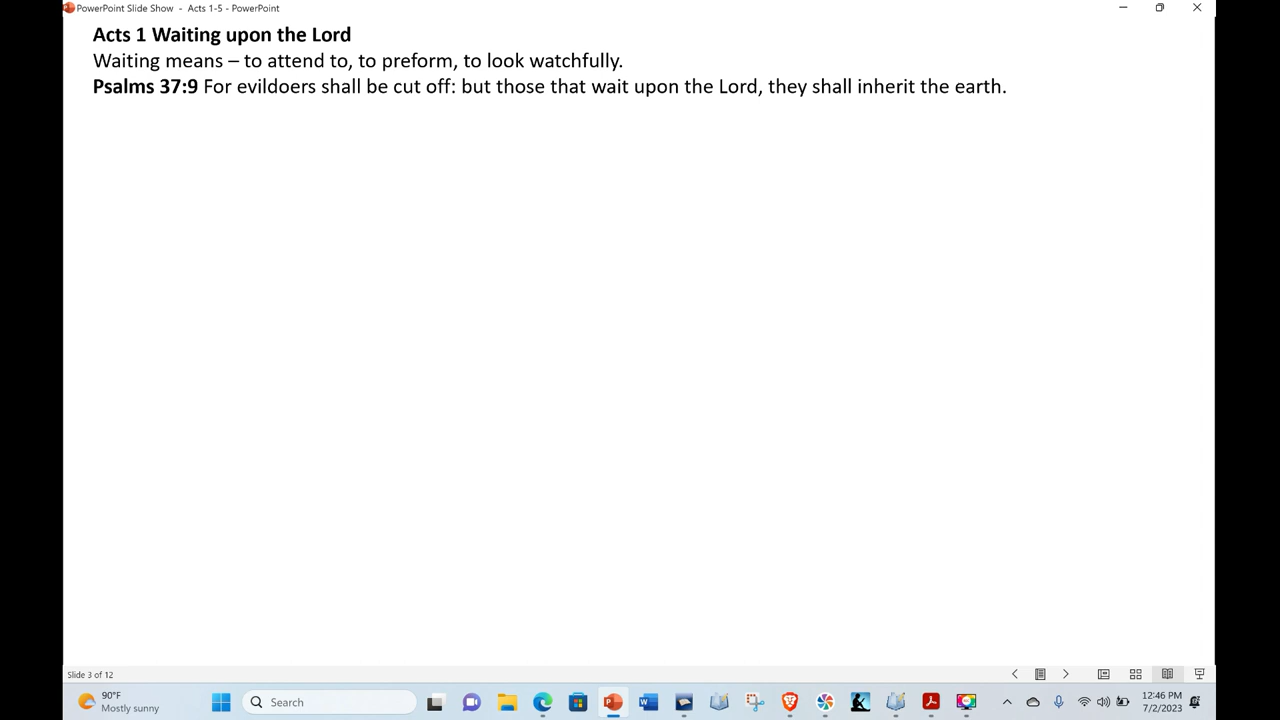 PowerPoint Slide Show - Acts 1-5 - PowerPoint
Acts 1 Waiting upon the Lord
Waiting means – to attend to, to preform, to look watchfully.
Psalms 37:9 For evildoers shall be cut off: but those that wait upon the Lord, they shall inherit the earth.
Slide 3 of 12
90°F
Mostly sunny
Search
12:46 PM
7/2/2023